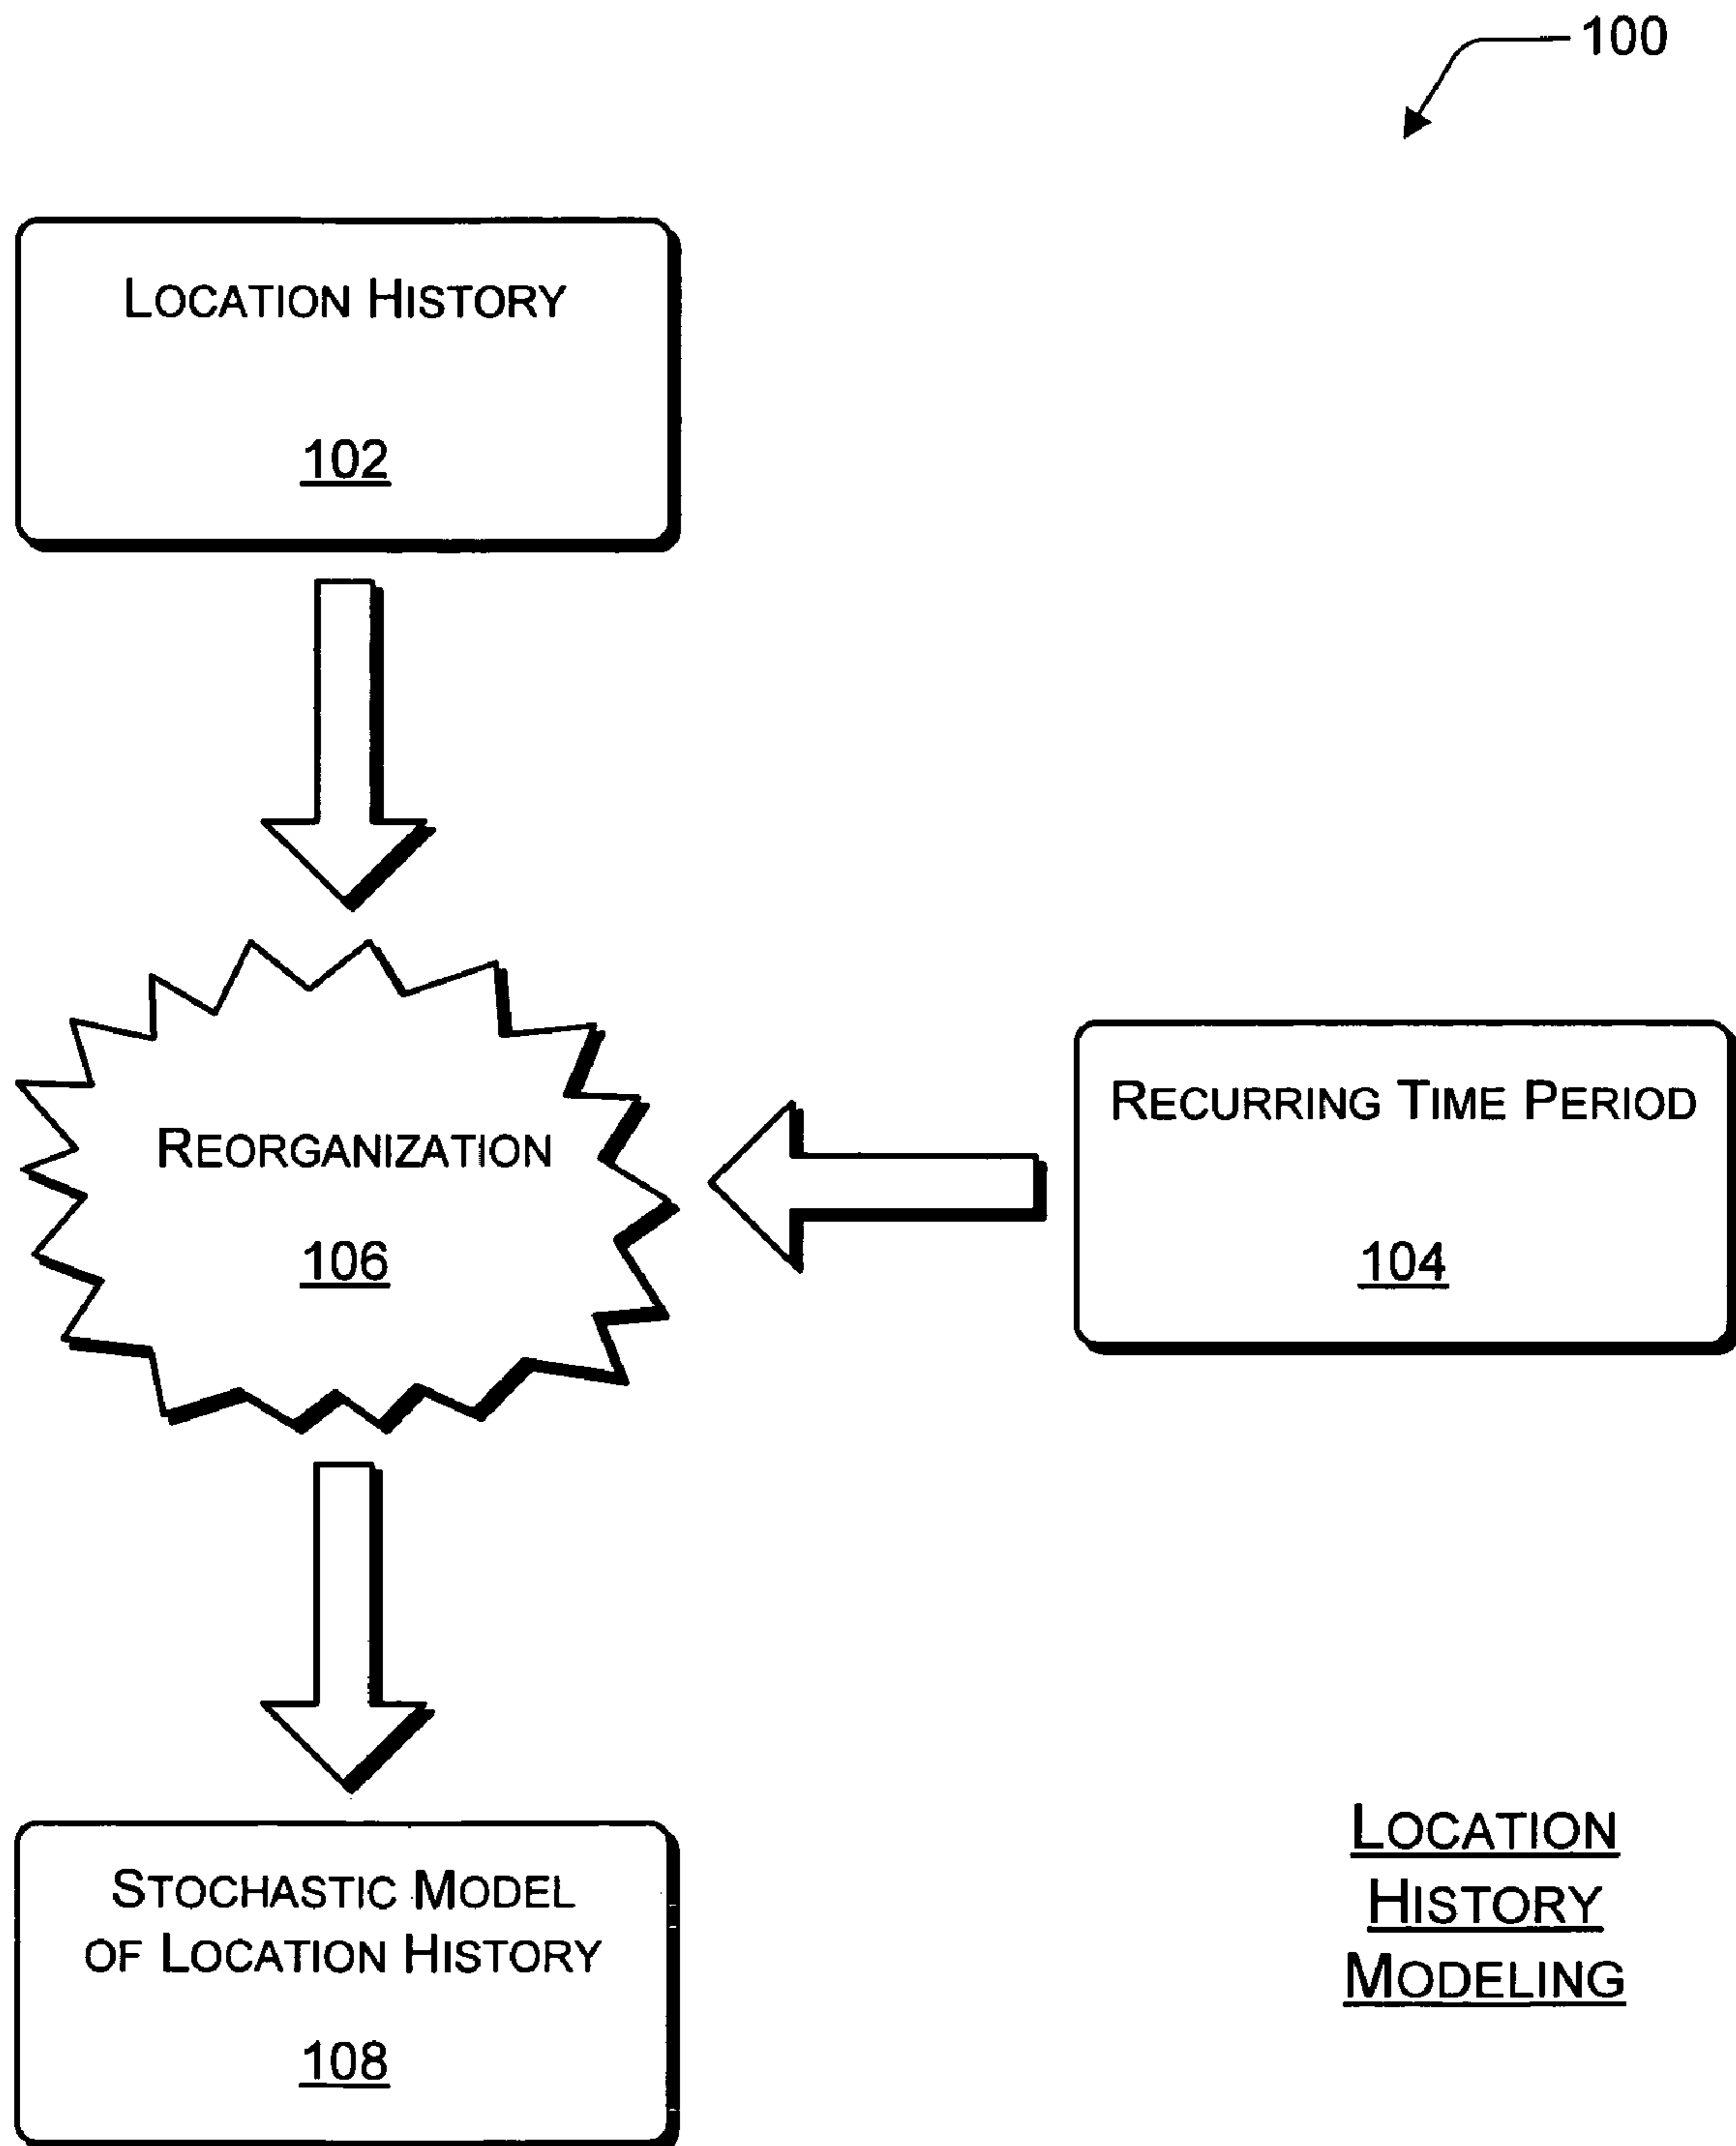 100
LOCATION HISTORY
102
REORGANIZATION
106
RECURRING TIME PERIOD
104
STOCHASTIC MODEL
OF LOCATION HISTORY
108
LOCATION
HISTORY
MODELING